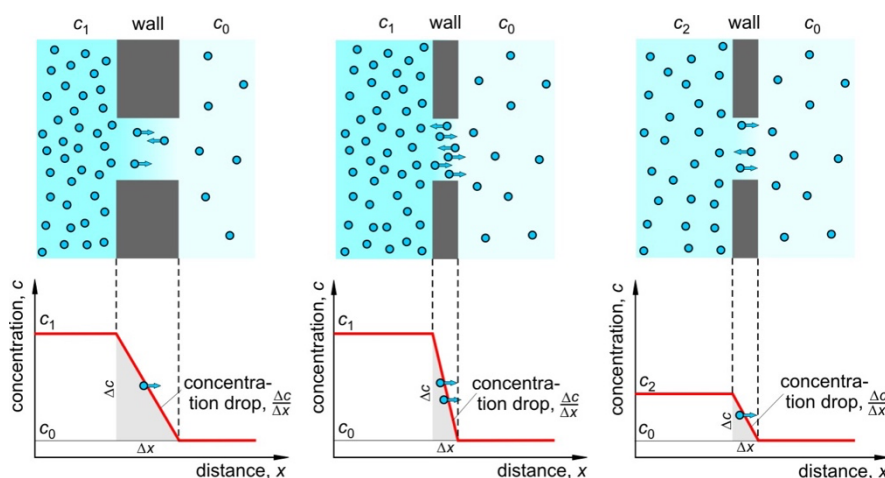 c₁ wall c₀
c₁ wall c₀
c₂ wall c₀
concentration, c
c₁
Δc
concentra-
tion drop, Δc/Δx
c₀
Δx
distance, x
concentration, c
c₁
Δc
concentra-
tion drop, Δc/Δx
c₀
Δx
distance, x
concentration, c
c₂
Δc
concentra-
tion drop, Δc/Δx
c₀
Δx
distance, x